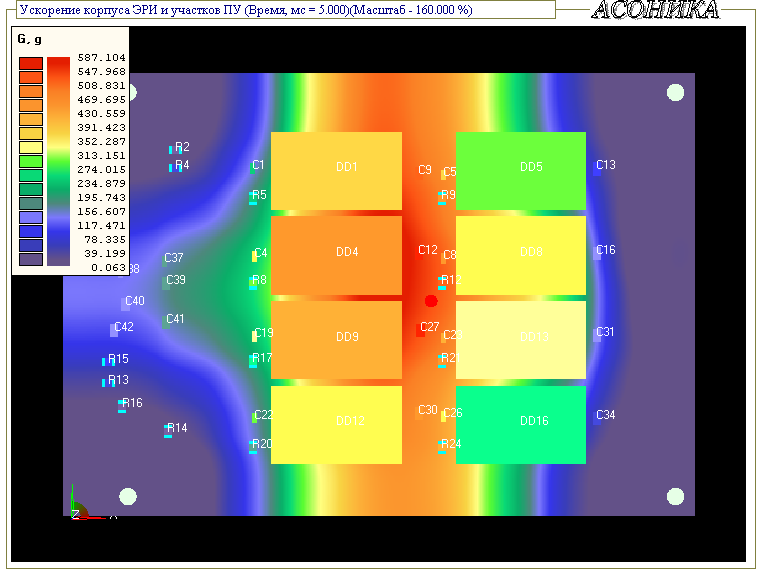 Ускорение корпуса ЭРИ и участков ПУ (Время, мс = 5.000)(Масштаб - 160.000 %)
АСОНИКА
G, g
587.104
547.968
508.831
469.695
430.559
391.423
352.287
313.151
274.015
234.879
195.743
156.607
117.471
78.335
39.199
0.063
R2
R4
C1
DD1
C9
C5
DD5
C13
R5
R9
C37
C4
DD4
C12
C8
C16
C39
R8
R12
C40
C42
C41
C19
DD9
C27
C31
R15
R17
R13
R16
R14
C22
DD12
C30
C26
DD16
C34
R20
R24
Z